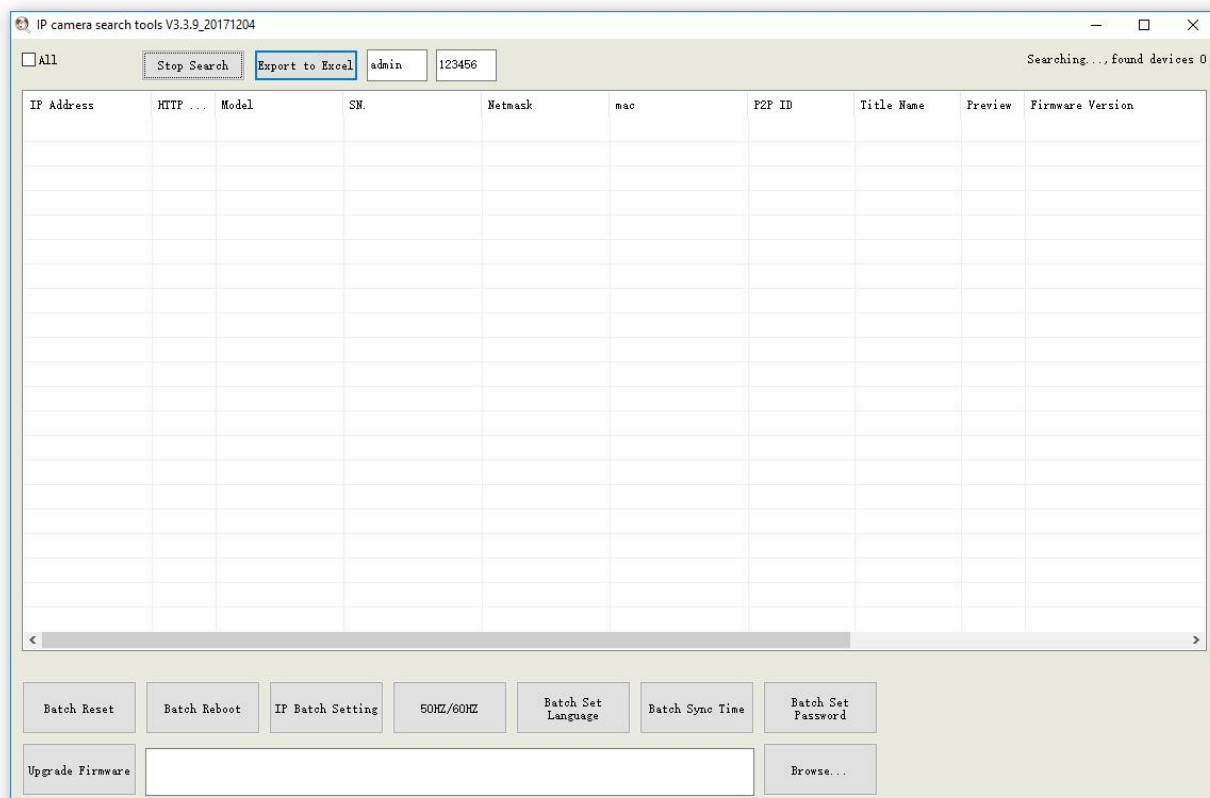 IP camera search tools V3.3.9_20171204
All
Stop Search
Export to Excel
admin
123456
Searching...,found devices 0
IP Address
HTTP ...
Model
SN.
Netmask
mac
P2P ID
Title Name
Preview
Firmware Version
Batch Reset
Batch Reboot
IP Batch Setting
50HZ/60HZ
Batch Set
Language
Batch Sync Time
Batch Set
Password
Upgrade Firmware
Browse...